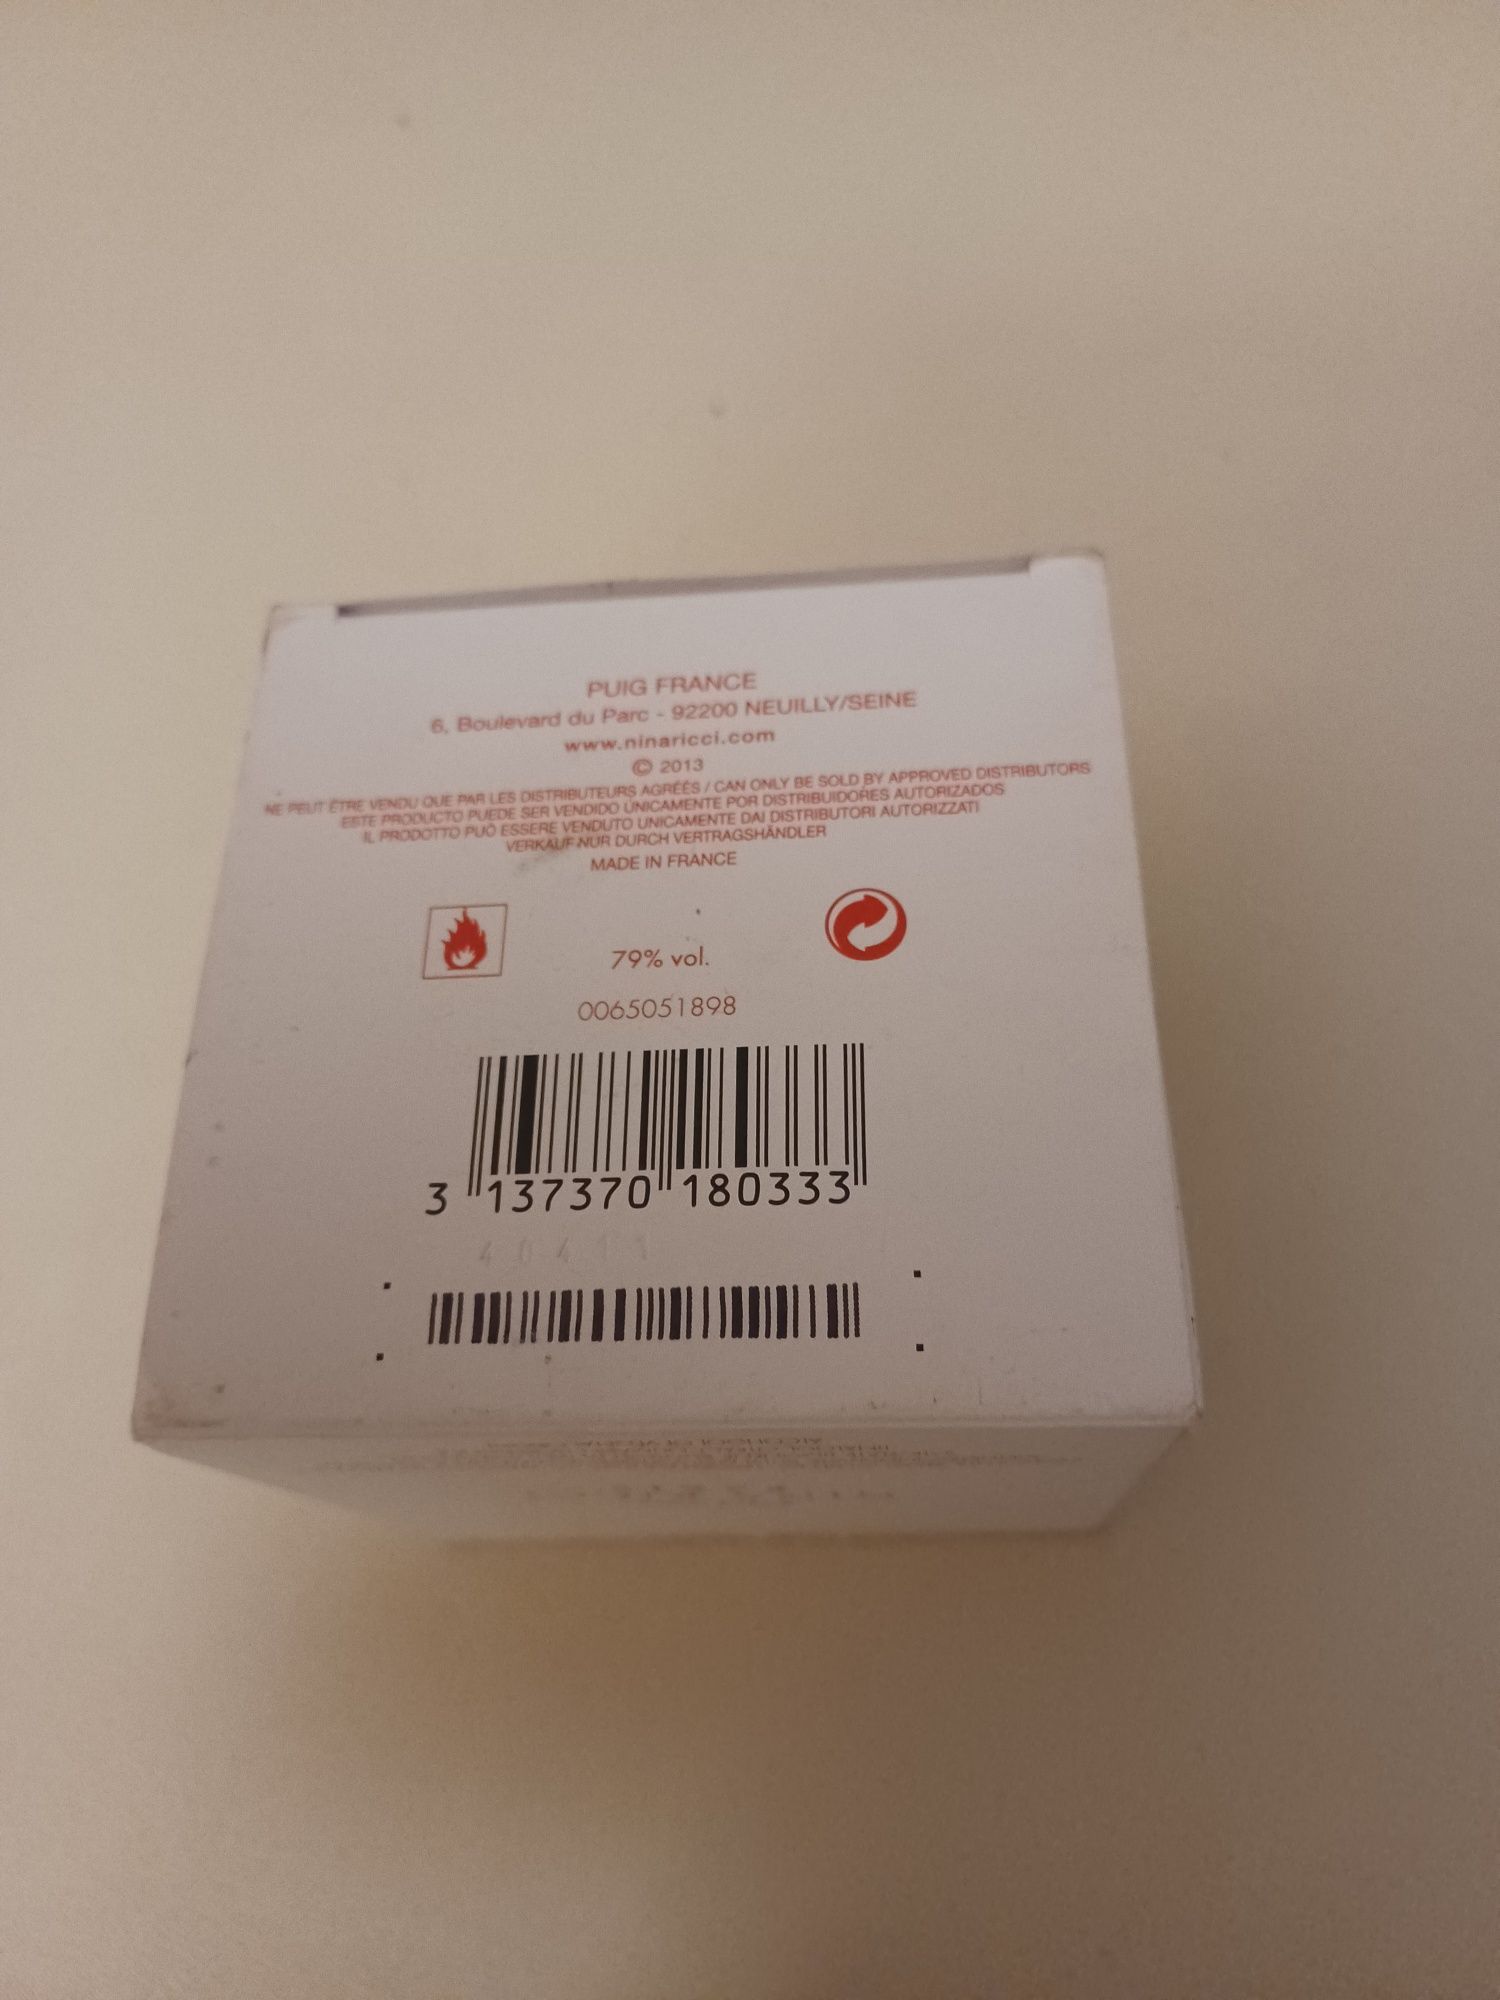 PUIG FRANCE
6, Boulevard du Parc - 92200 NEUILLY/SEINE
www.ninaricci.com
© 2013
NE PEUT ÊTRE VENDU QUE PAR LES DISTRIBUTEURS AGRÉÉS / CAN ONLY BE SOLD BY APPROVED DISTRIBUTORS
ESTE PRODUCTO PUEDE SER VENDIDO ÚNICAMENTE POR DISTRIBUIDORES AUTORIZADOS
IL PRODOTTO PUÒ ESSERE VENDUTO UNICAMENTE DAI DISTRIBUTORI AUTORIZZATI
VERKAUF NUR DURCH VERTRAGSHÄNDLER
MADE IN FRANCE
79% vol.
0065051898
3 137370 180333